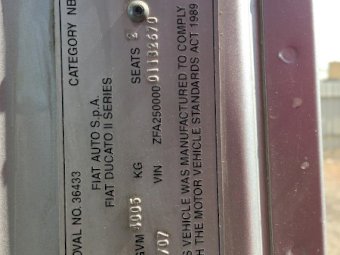 OVAL NO. 36433 CATEGORY NB
FIAT AUTO S.p.A.
FIAT DUCATO II SERIES
SEATS 2
GVM 4005 KG
VIN ZFA25000001132670
/07
S VEHICLE WAS MANUFACTURED TO COMPLY
H THE MOTOR VEHICLE STANDARDS ACT 1989